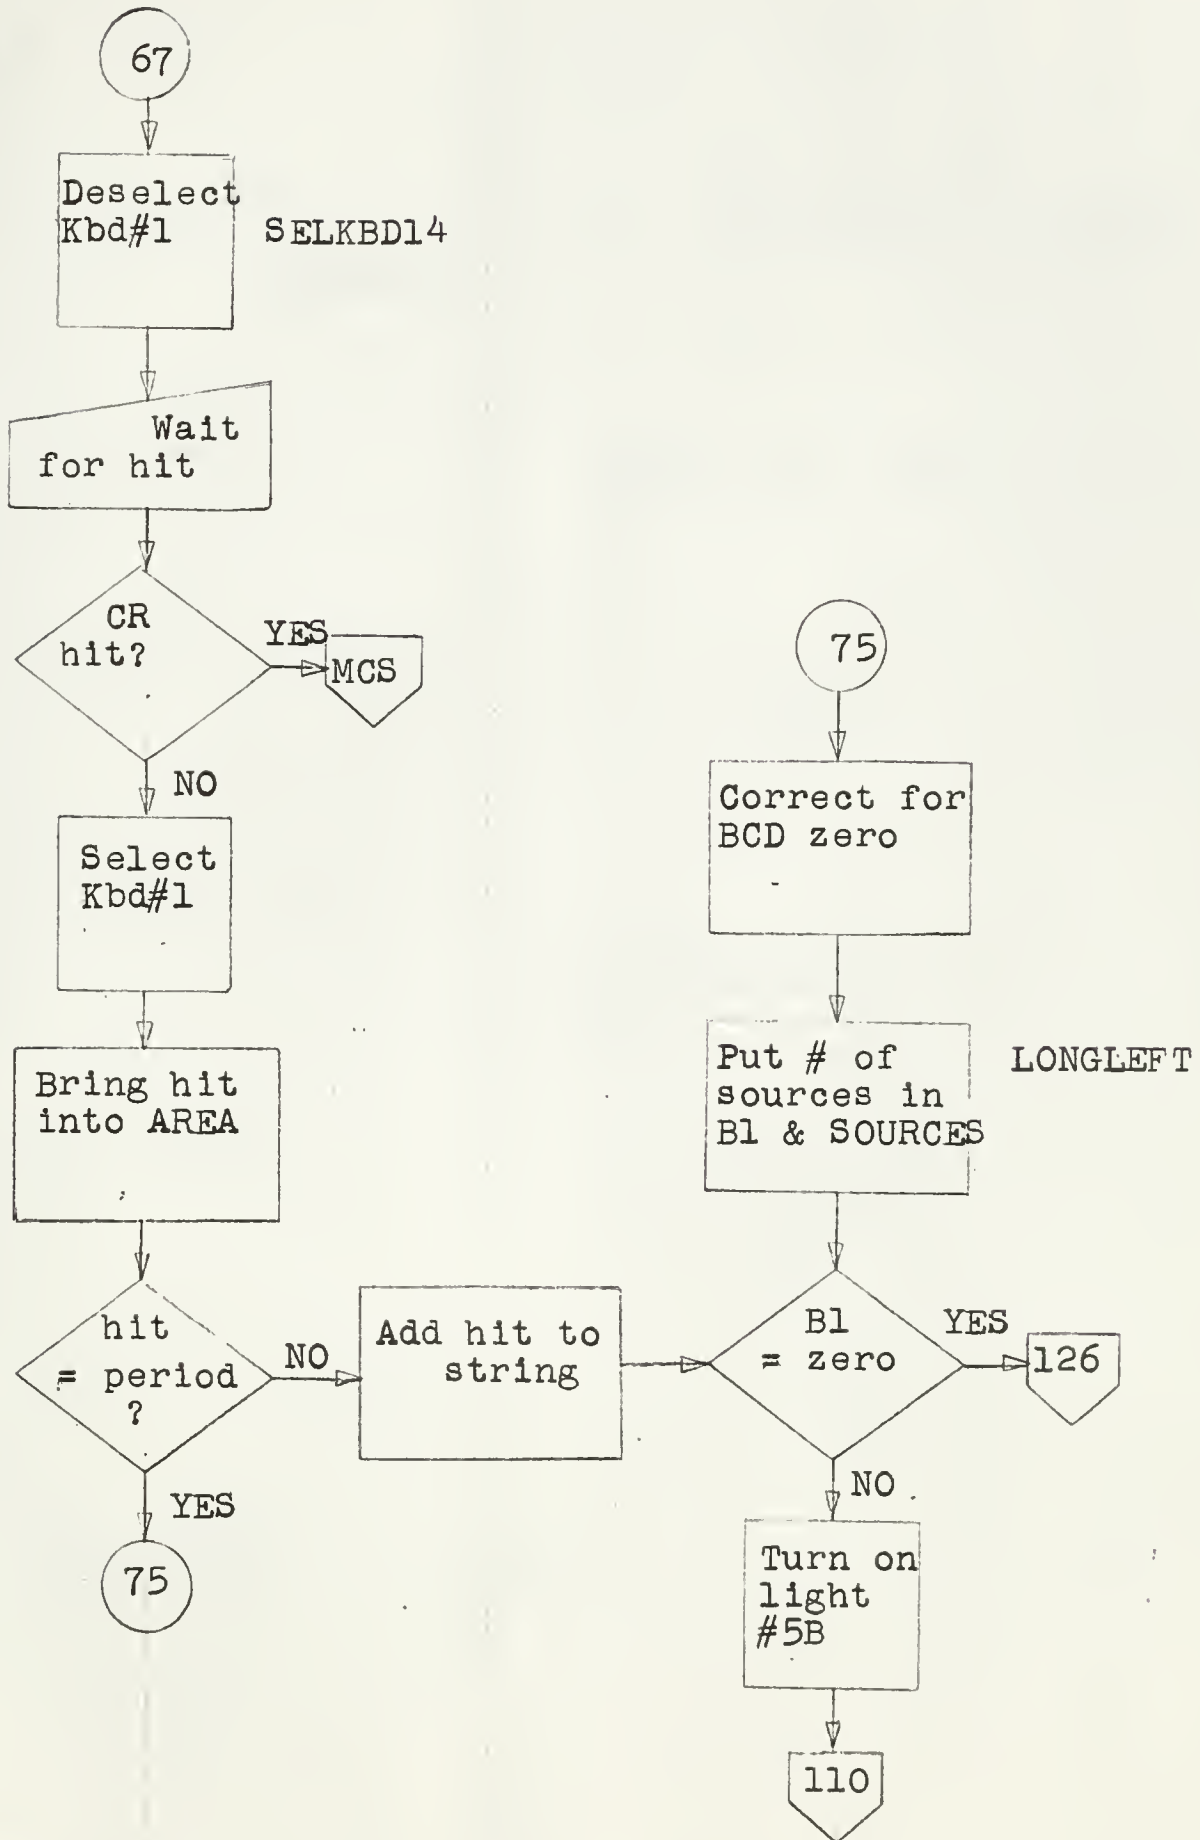 67
Deselect
Kbd#1
SELKBD14
Wait
for hit
CR
hit?
YES
MCS
NO
Select
Kbd#1
Bring hit
into AREA
hit
= period
?
NO
Add hit to
string
YES
75
75
Correct for
BCD zero
Put # of
sources in
B1 & SOURCES
LONGLEFT
B1
= zero
YES
126
NO
Turn on
light
#5B
110